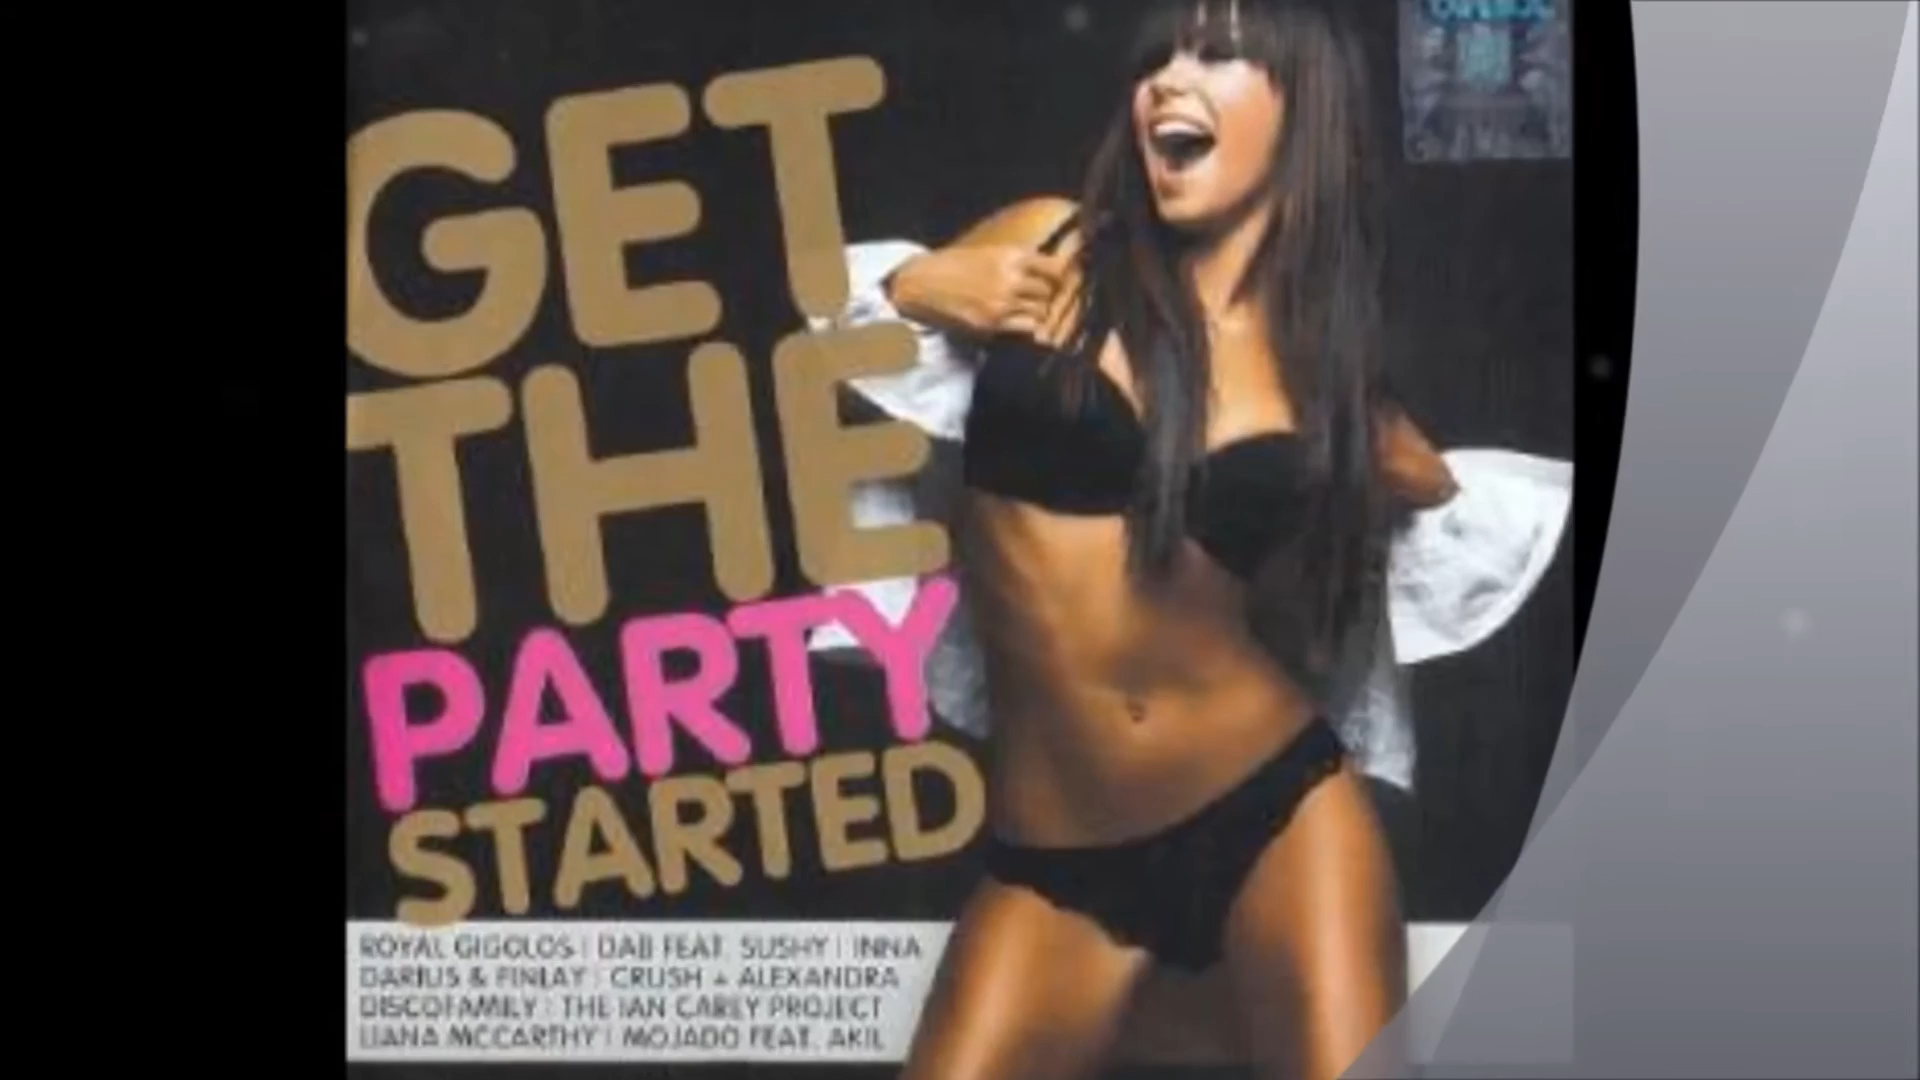 GET
THE
PARTY
STARTED
ROYAL GIGOLOS | DAB FEAT. SUSHY | INNA
DARIUS & FINLAY | CRUSH + ALEXANDRA
DISCOFAMILY | THE IAN CAREY PROJECT
LIANA MCCARTHY | MOJADO FEAT. AKIL